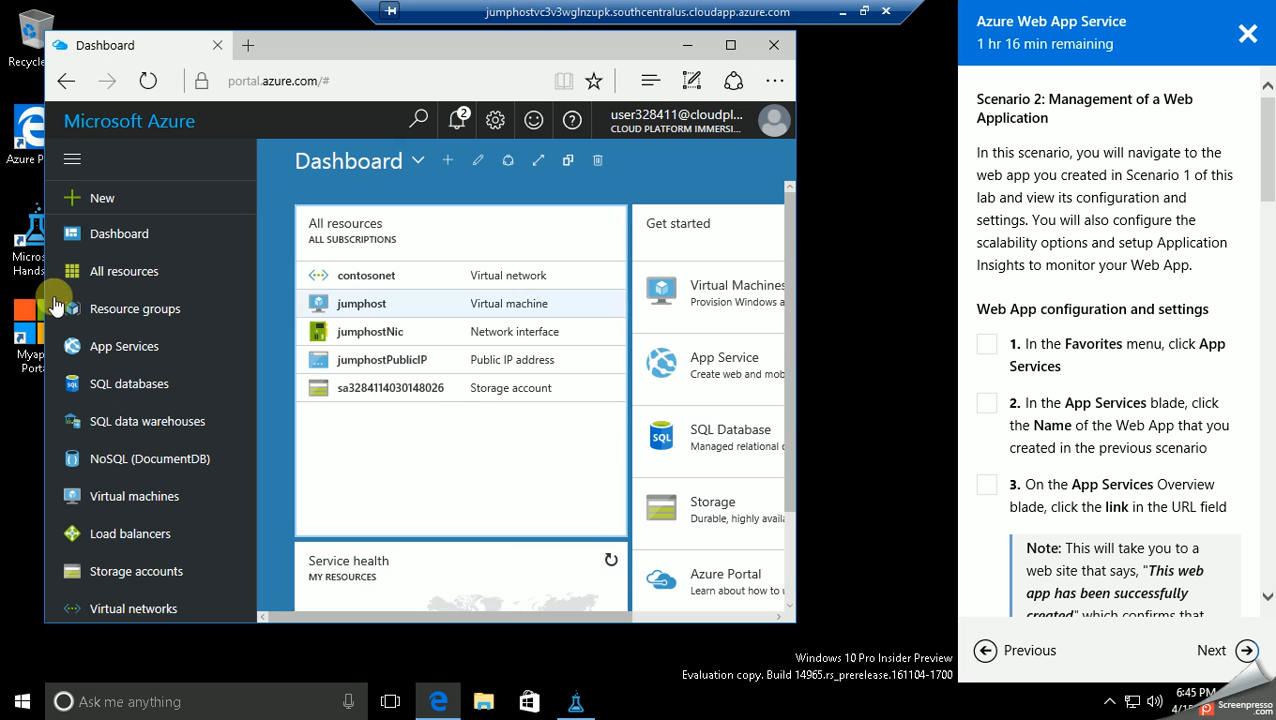 jumphostvc3v3wglnzupk.southcentralus.cloudapp.azure.com
Recycle
Azure P
Micros
Hands
Myap
Port
Dashboard
portal.azure.com/#
Microsoft Azure
2
user328411@cloudpl...
CLOUD PLATFORM IMMERSI...
New
Dashboard
All resources
Resource groups
App Services
SQL databases
SQL data warehouses
NoSQL (DocumentDB)
Virtual machines
Load balancers
Storage accounts
Virtual networks
Dashboard
All resources
ALL SUBSCRIPTIONS
contosonet Virtual network
jumphost Virtual machine
jumphostNic Network interface
jumphostPublicIP Public IP address
sa3284114030148026 Storage account
Service health
MY RESOURCES
Get started
Virtual Machines
Provision Windows a
App Service
Create web and mob
SQL
SQL Database
Managed relational d
Storage
Durable, highly availa
Azure Portal
Learn about how to u
Windows 10 Pro Insider Preview
Evaluation copy. Build 14965.rs_prerelease.161104-1700
Ask me anything
6:45 PM
4/1
Screenpresso
.com
Azure Web App Service
1 hr 16 min remaining
Scenario 2: Management of a Web
Application
In this scenario, you will navigate to the
web app you created in Scenario 1 of this
lab and view its configuration and
settings. You will also configure the
scalability options and setup Application
Insights to monitor your Web App.
Web App configuration and settings
1. In the Favorites menu, click App
Services
2. In the App Services blade, click
the Name of the Web App that you
created in the previous scenario
3. On the App Services Overview
blade, click the link in the URL field
Note: This will take you to a
web site that says, "This web
app has been successfully
created" which confirms that
Previous
Next